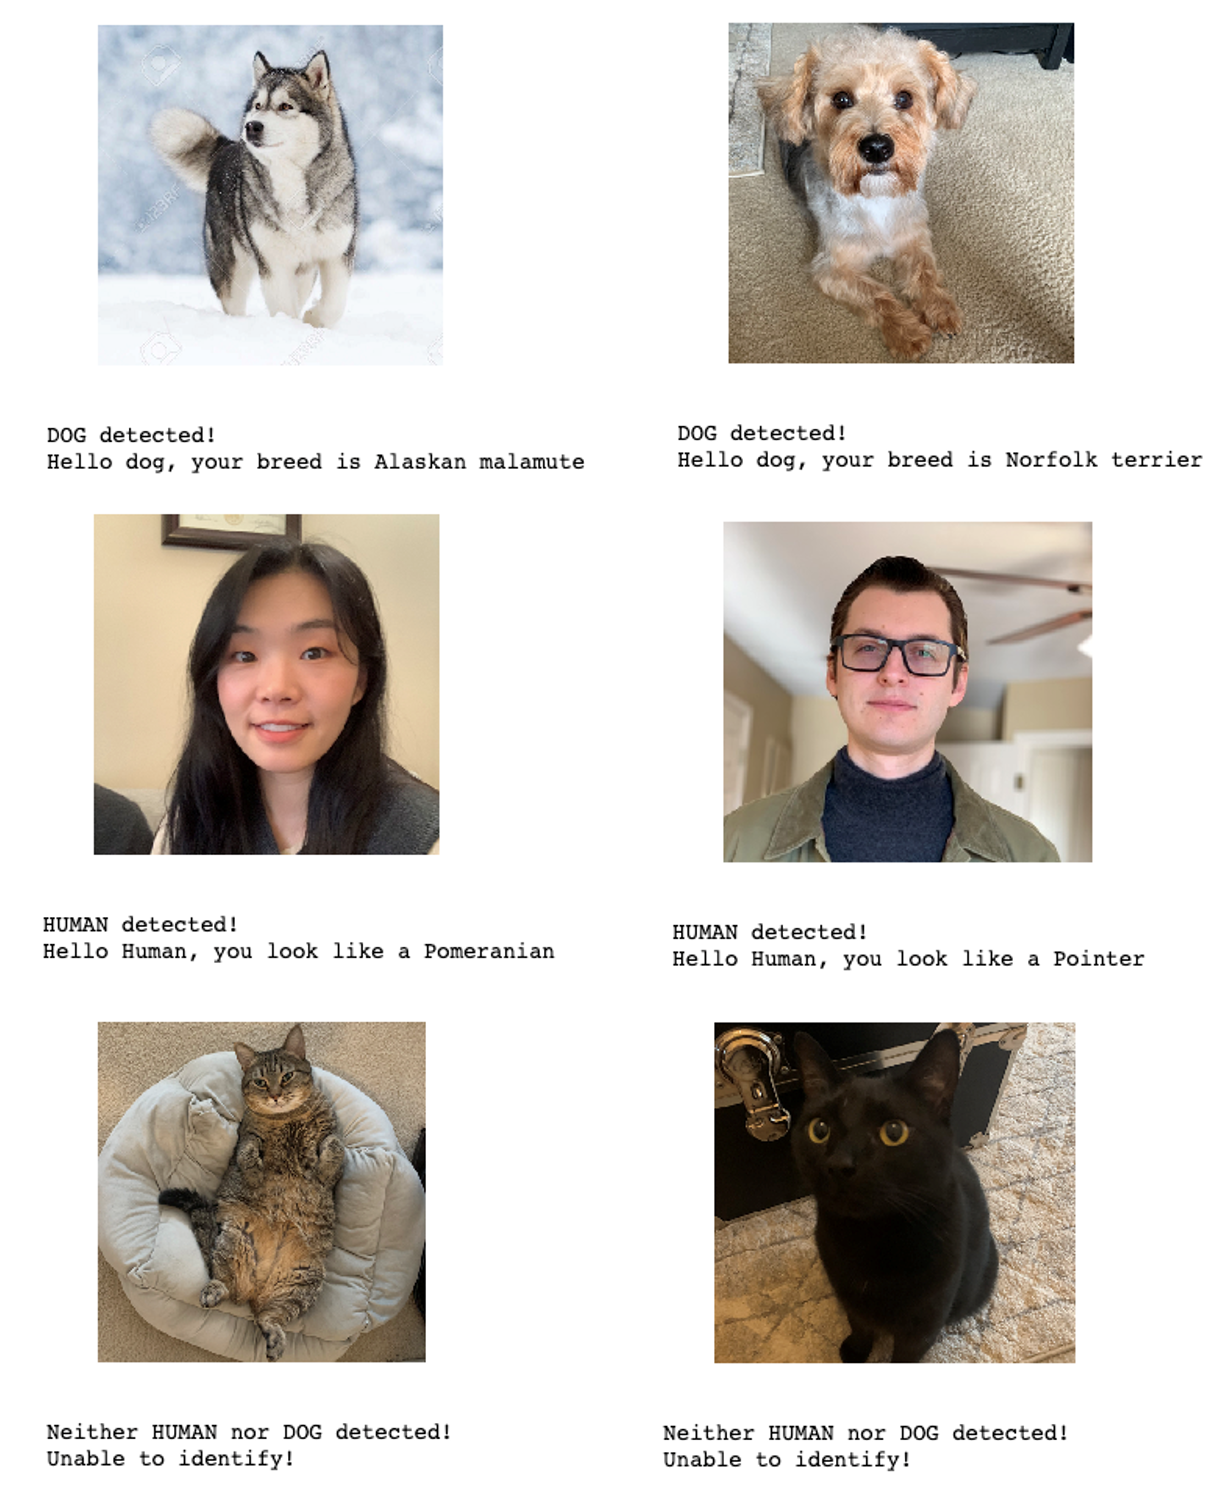 DOG detected!
Hello dog, your breed is Alaskan malamute
DOG detected!
Hello dog, your breed is Norfolk terrier
HUMAN detected!
Hello Human, you look like a Pomeranian
HUMAN detected!
Hello Human, you look like a Pointer
Neither HUMAN nor DOG detected!
Unable to identify!
Neither HUMAN nor DOG detected!
Unable to identify!